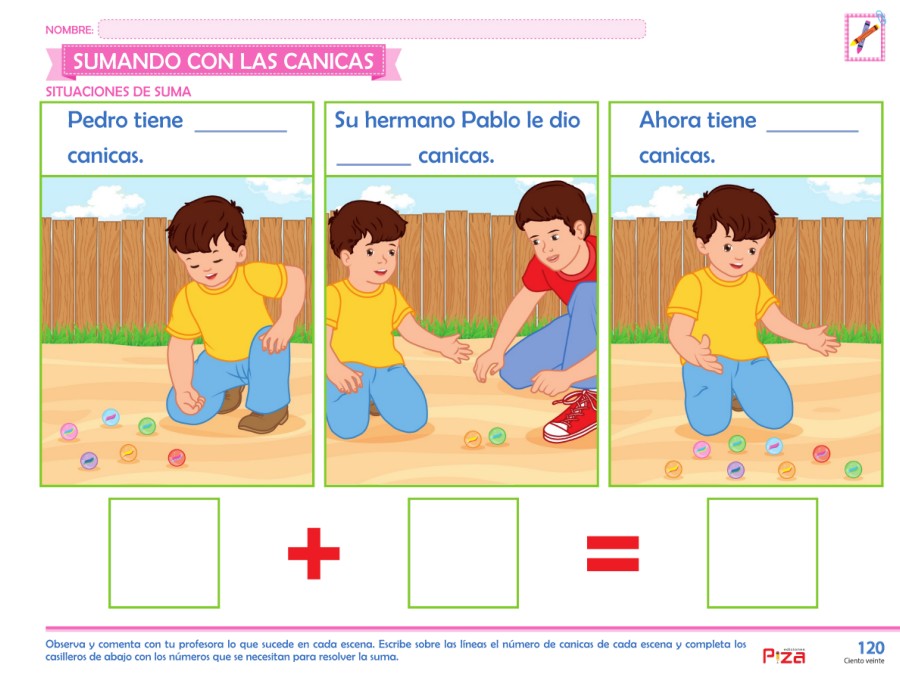 NOMBRE:
SUMANDO CON LAS CANICAS
SITUACIONES DE SUMA
Pedro tiene ________
canicas.
Su hermano Pablo le dio
_______ canicas.
Ahora tiene ________
canicas.
+ =
Observa y comenta con tu profesora lo que sucede en cada escena. Escribe sobre las líneas el número de canicas de cada escena y completa los
casilleros de abajo con los números que se necesitan para resolver la suma.
ediciones
PiZA
120
Ciento veinte